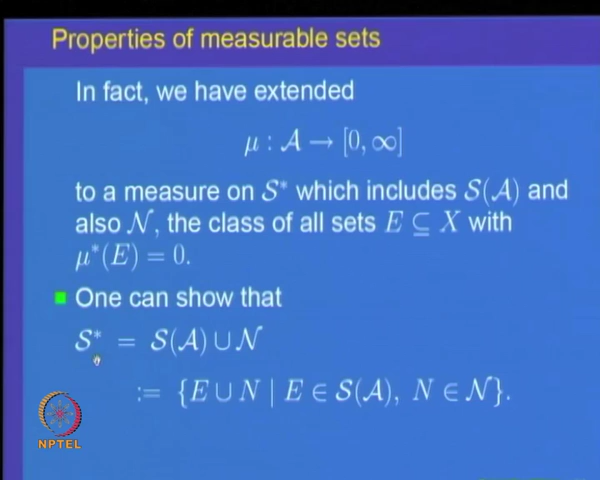 Properties of measurable sets
In fact, we have extended
μ : A → [0, ∞]
to a measure on S* which includes S(A) and
also N, the class of all sets E ⊆ X with
μ*(E) = 0.
One can show that
S* = S(A) ∪ N
:= {E ∪ N | E ∈ S(A), N ∈ N}.
NPTEL